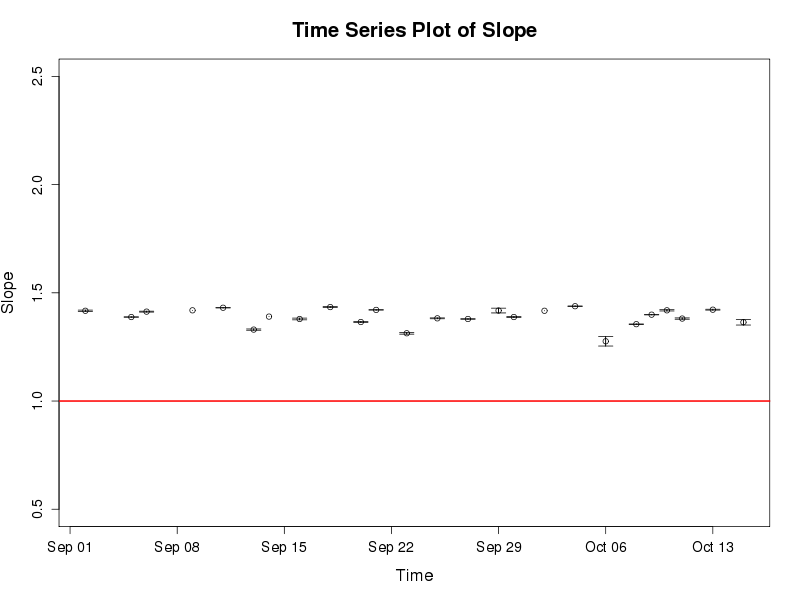 Time Series Plot of Slope
Slope
2.5
2.0
1.5
1.0
0.5
Sep 01 Sep 08 Sep 15 Sep 22 Sep 29 Oct 06 Oct 13
Time